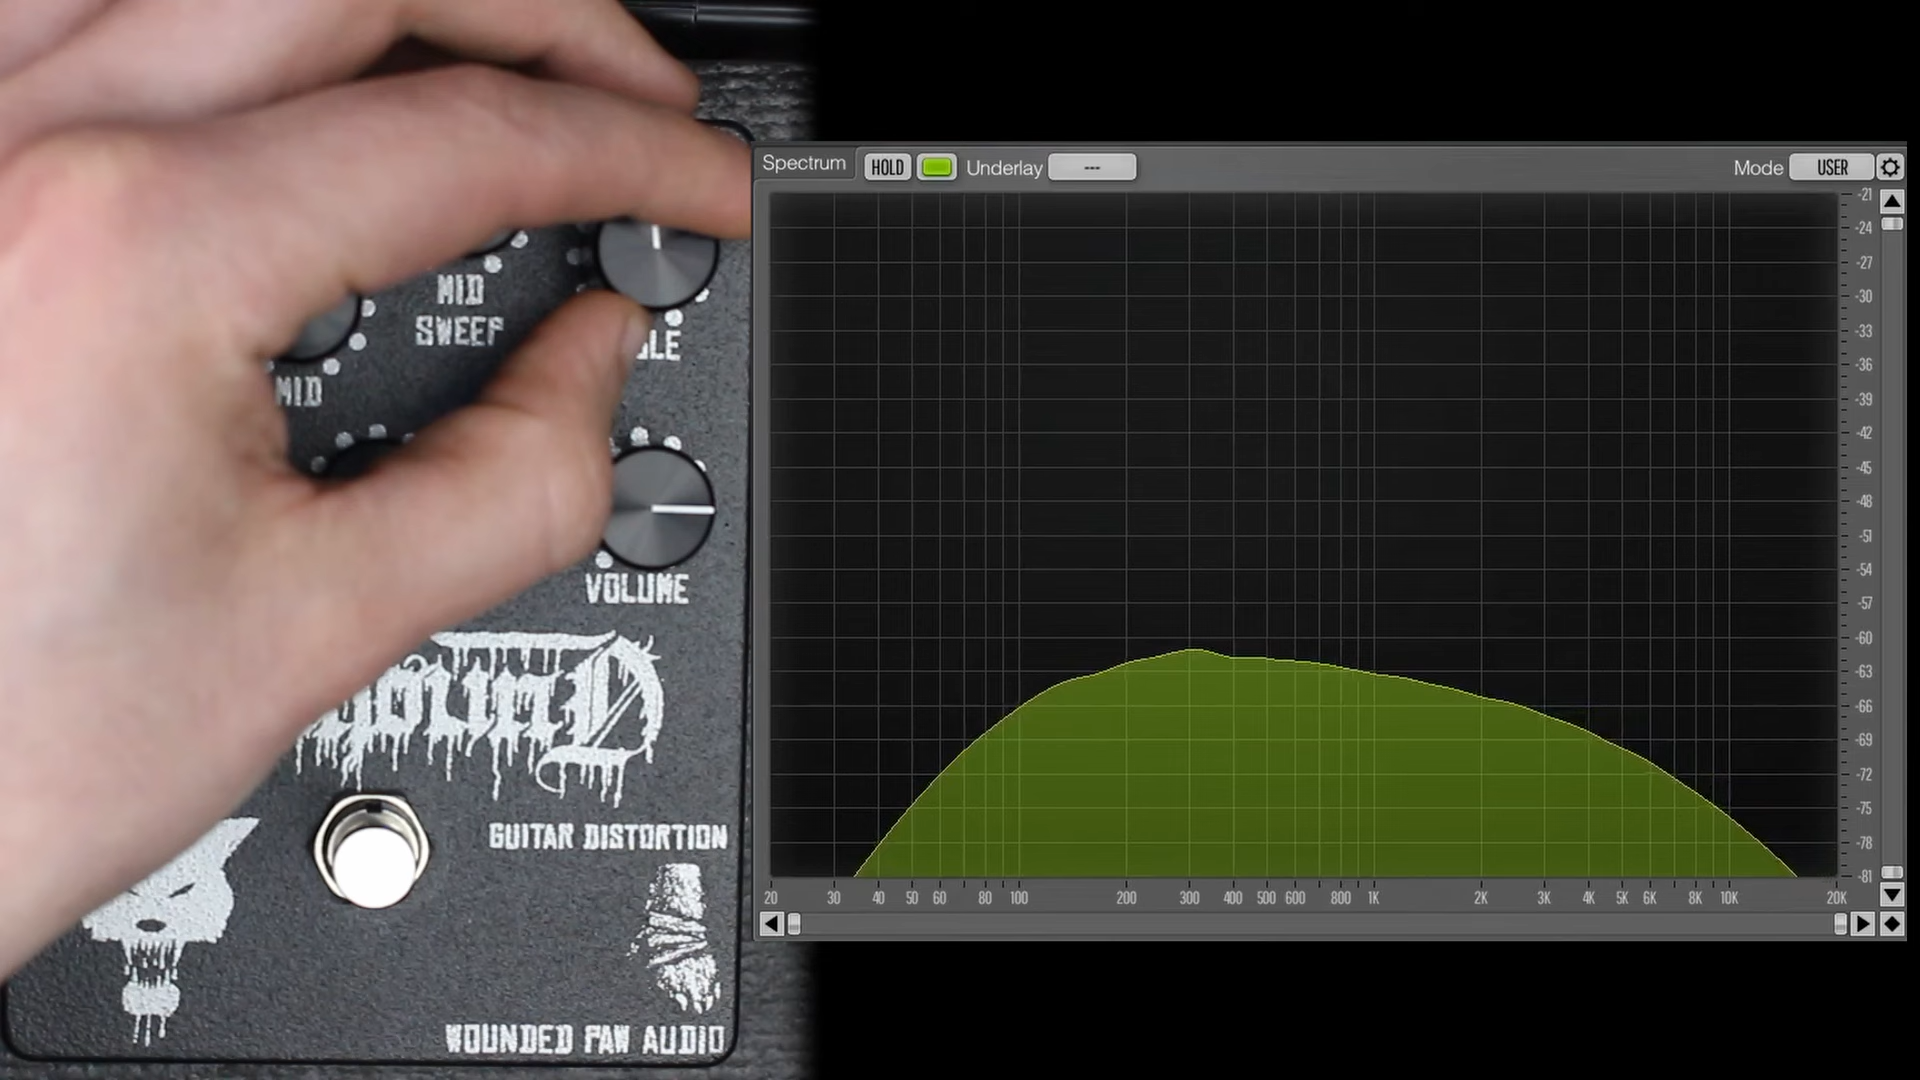 MID
SWEEP
MID
VOLUME
GUITAR DISTORTION
WOUNDED PAW AUDIO
Spectrum HOLD Underlay --- Mode USER
-21
-24
-27
-30
-33
-36
-39
-42
-45
-48
-51
-54
-57
-60
-63
-66
-69
-72
-75
-78
-81
20 30 40 50 60 80 100 200 300 400 500 600 800 1K 2K 3K 4K 5K 6K 8K 10K 20K